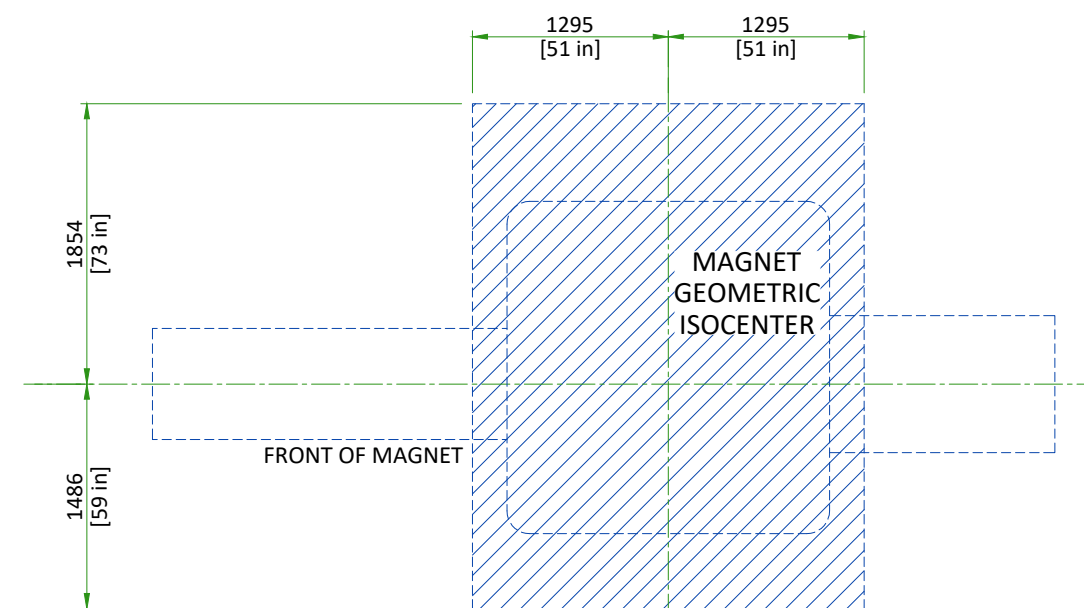 1295
[51 in]
1295
[51 in]
1854
[73 in]
MAGNET
GEOMETRIC
ISOCENTER
FRONT OF MAGNET
1486
[59 in]